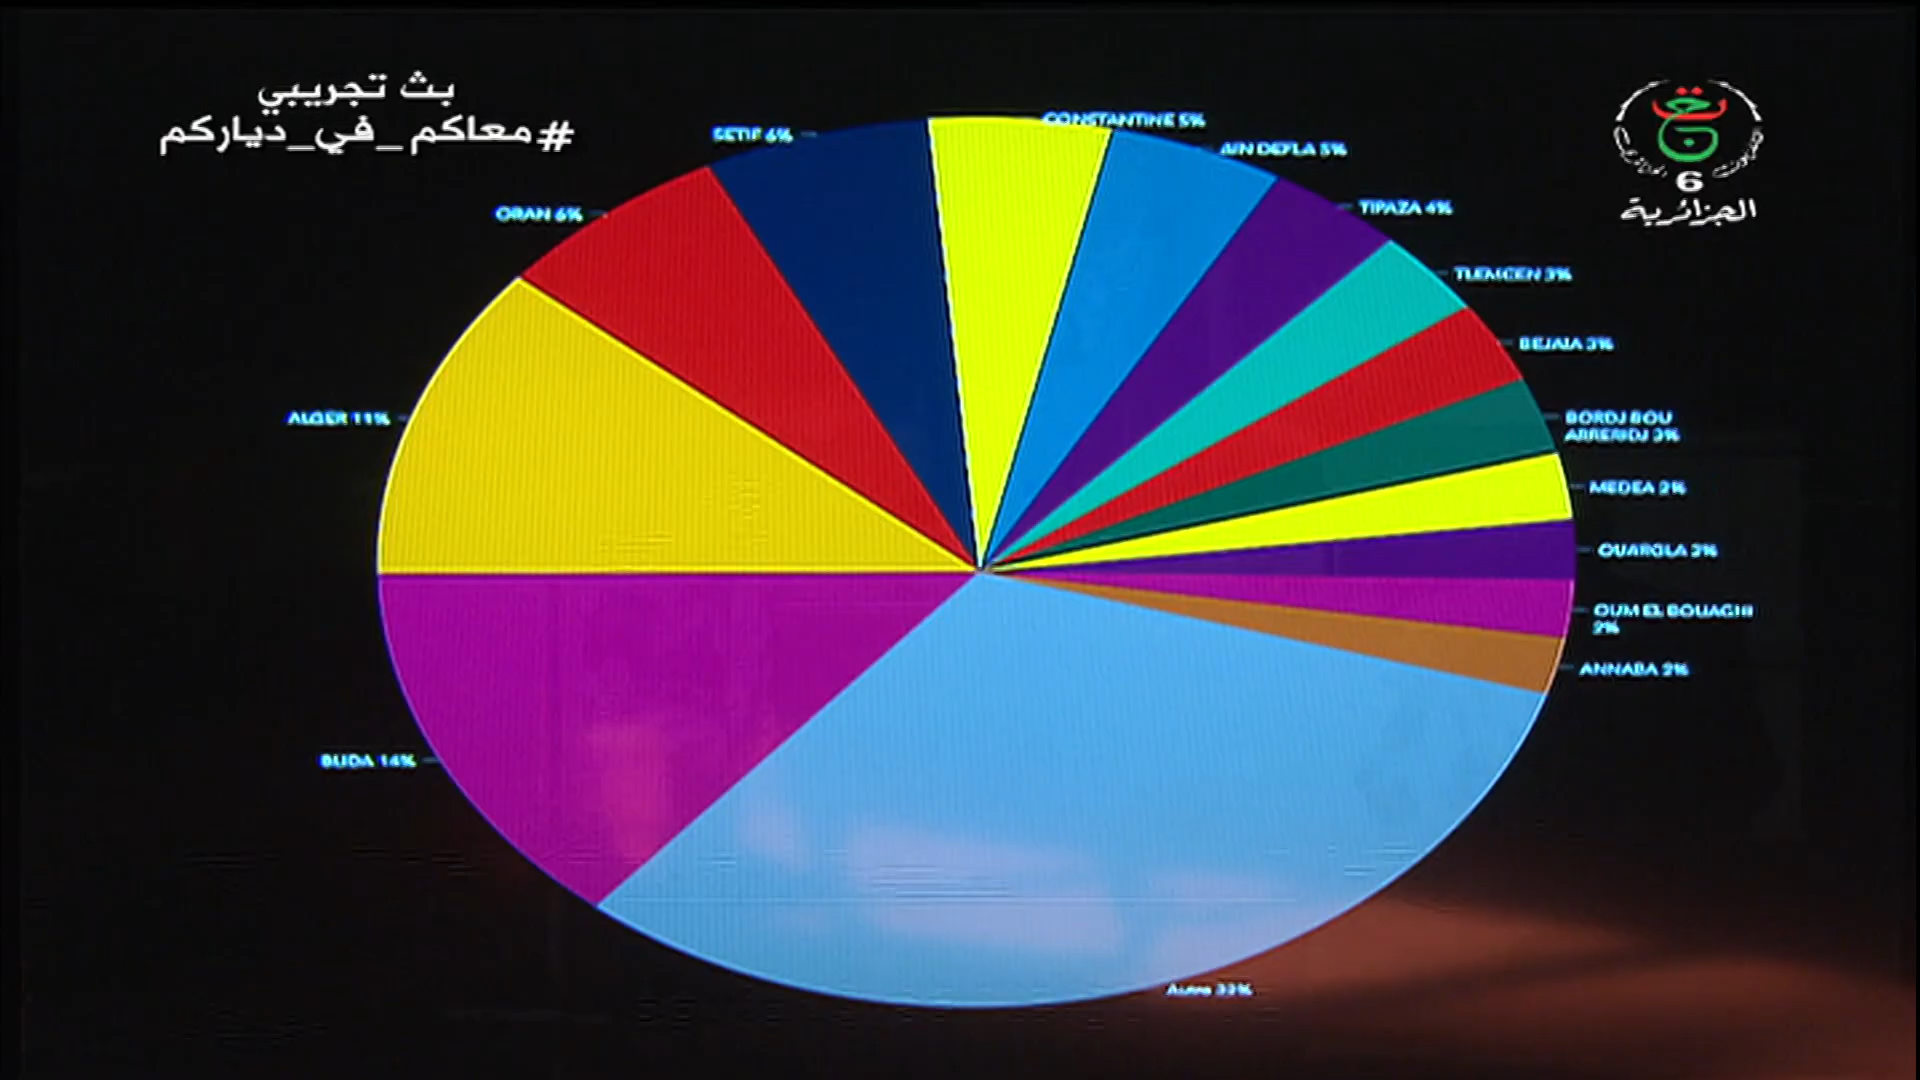 بث تجريبي
#معاكم_في_دياركم
6
الجزائرية
CONSTANTINE 5%
SETIF 6%
AIN DEFLA 5%
TIPAZA 4%
ORAN 6%
TLEMCEN 3%
BEJAIA 3%
ALGER 11%
BORDJ BOU
ARRERIDJ 3%
MEDEA 2%
OUARGLA 2%
OUM EL BOUAGHI
2%
ANNABA 2%
BLIDA 14%
Autre 33%